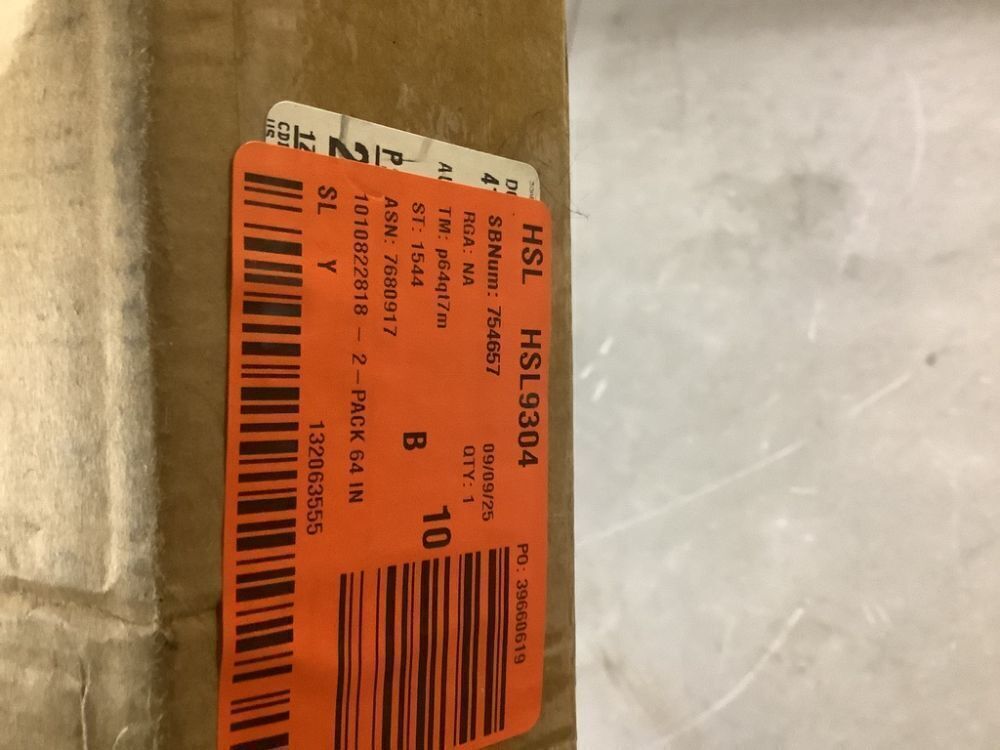 HSL HSL9304 PO: 39660619
SBNum: 754657 09/09/25
RGA: NA QTY: 1
TM: p64qt7m
ST: 1544 B 10
ASN: 7680917
1010822818 - 2-PACK 64 IN
SL Y 132063555